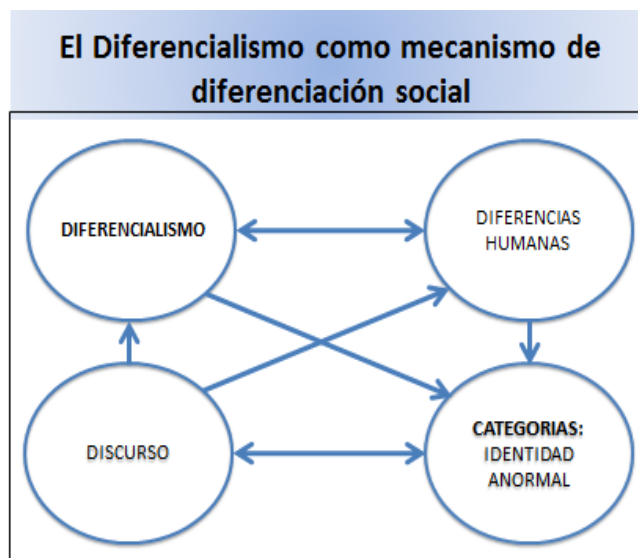 El Diferencialismo como mecanismo de
diferenciación social
DIFERENCIALISMO
DIFERENCIAS
HUMANAS
DISCURSO
CATEGORIAS:
IDENTIDAD
ANORMAL